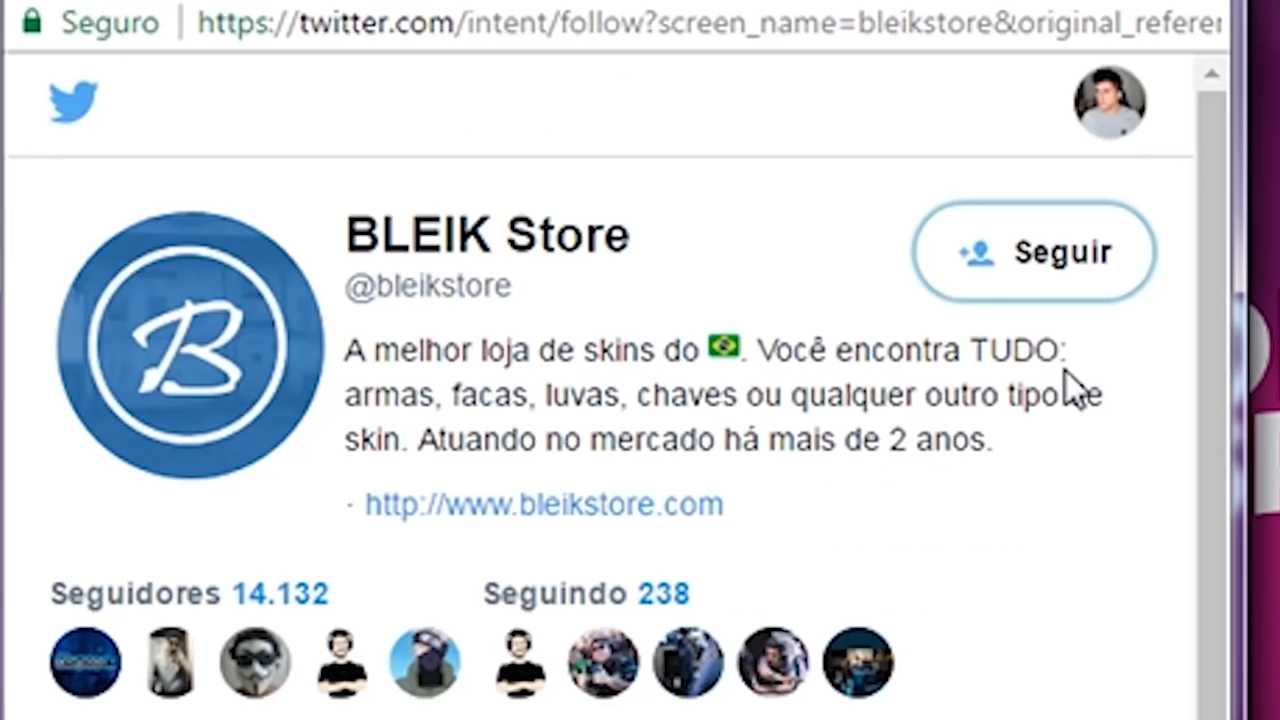 Seguro https://twitter.com/intent/follow?screen_name=bleikstore&original_referer
BLEIK Store
Seguir
@bleikstore
A melhor loja de skins do 🇧🇷. Você encontra TUDO:
armas, facas, luvas, chaves ou qualquer outro tipo de
skin. Atuando no mercado há mais de 2 anos.
· http://www.bleikstore.com
Seguidores 14.132 Seguindo 238
B